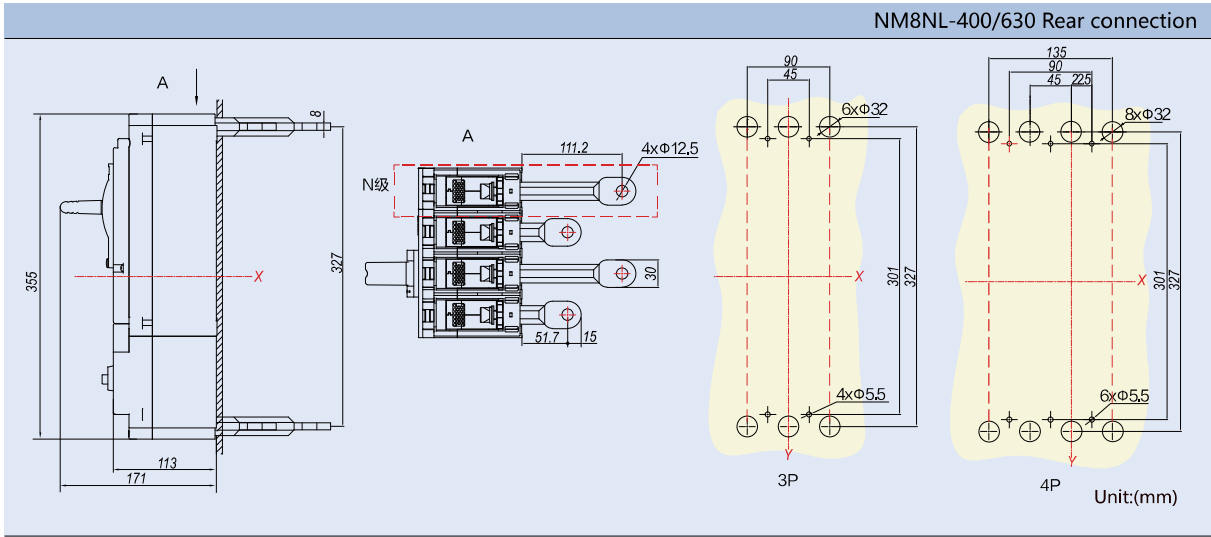 NM8NL-400/630 Rear connection
A
8
355
327
X
113
171
A
N级
111.2
4xΦ12.5
30
51.7
15
90
45
6xΦ32
301
327
X
4xΦ5.5
Y
3P
135
90
45
22.5
8xΦ32
301
327
X
6xΦ5.5
Y
4P
Unit:(mm)